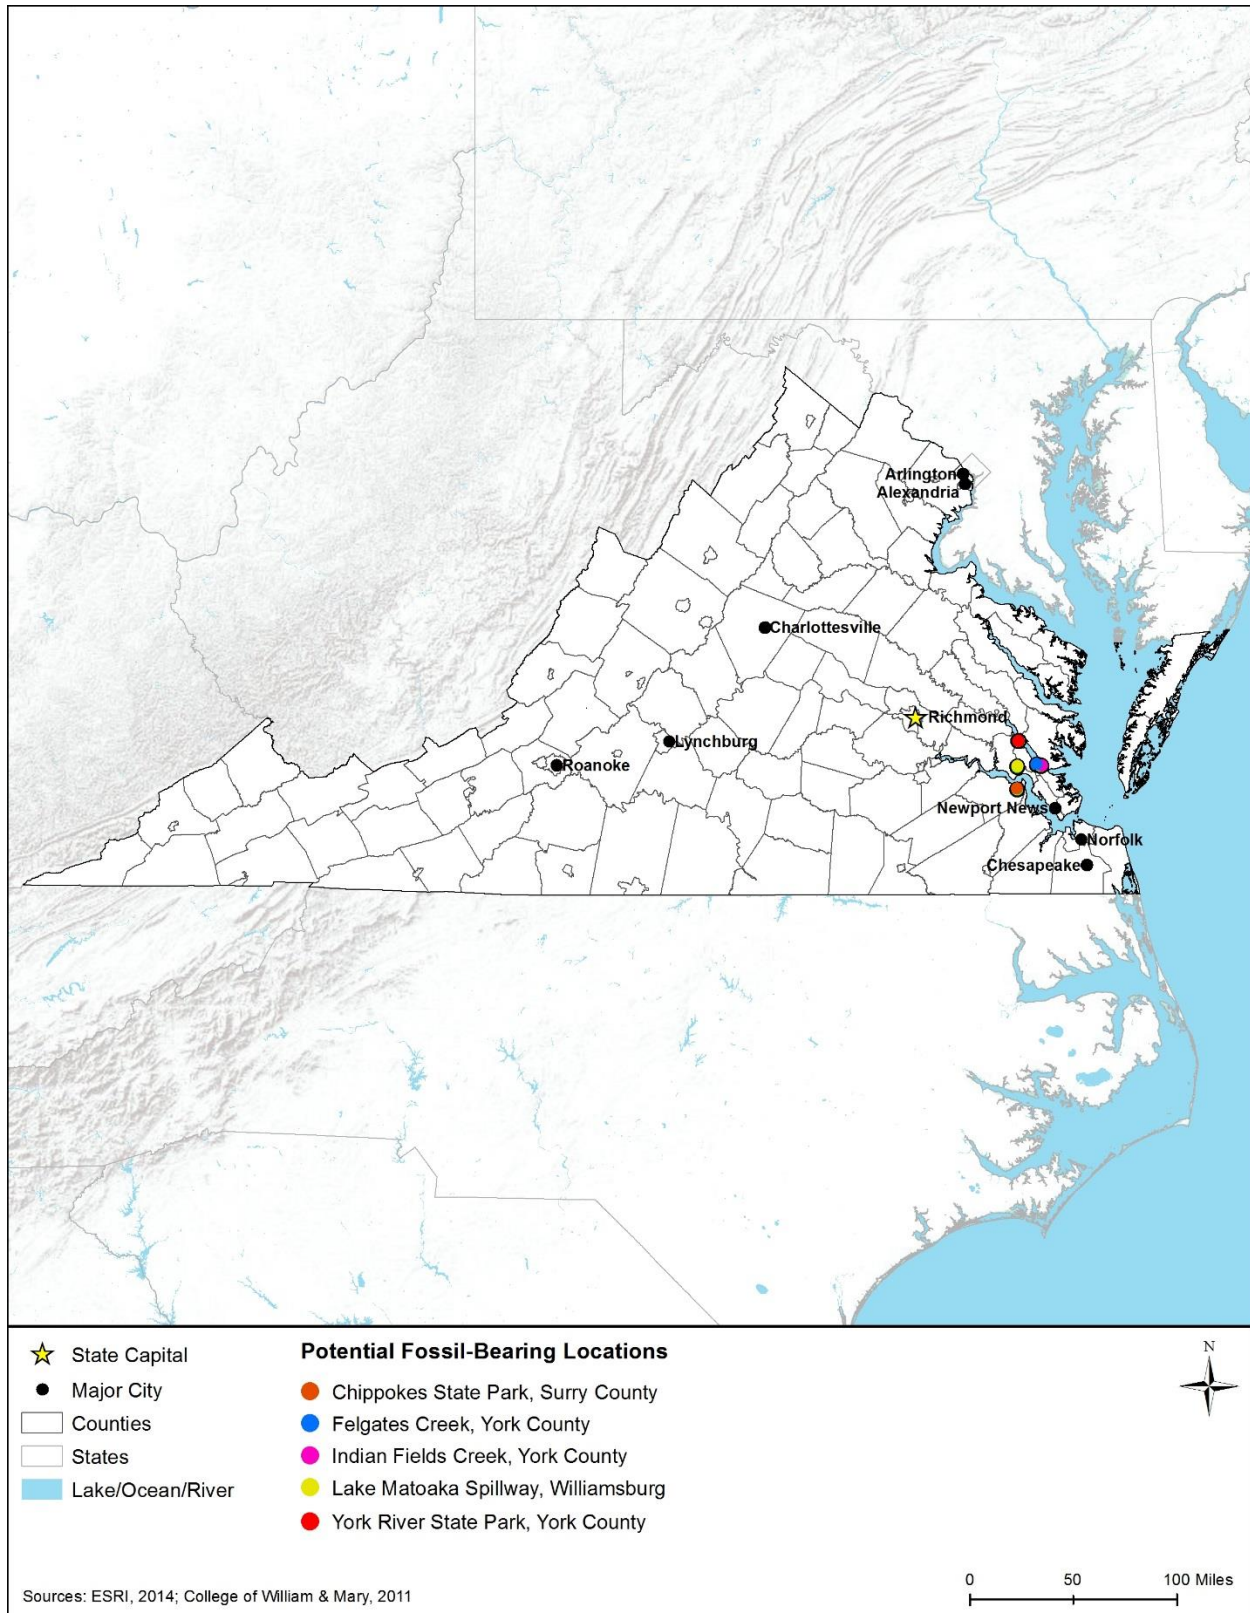 Arlington
Alexandria
Charlottesville
Richmond
Lynchburg
Roanoke
Newport News
Norfolk
Chesapeake
State Capital
Major City
Counties
States
Lake/Ocean/River
Potential Fossil-Bearing Locations
Chippokes State Park, Surry County
Felgates Creek, York County
Indian Fields Creek, York County
Lake Matoaka Spillway, Williamsburg
York River State Park, York County
N
Sources: ESRI, 2014; College of William & Mary, 2011
0 50 100 Miles